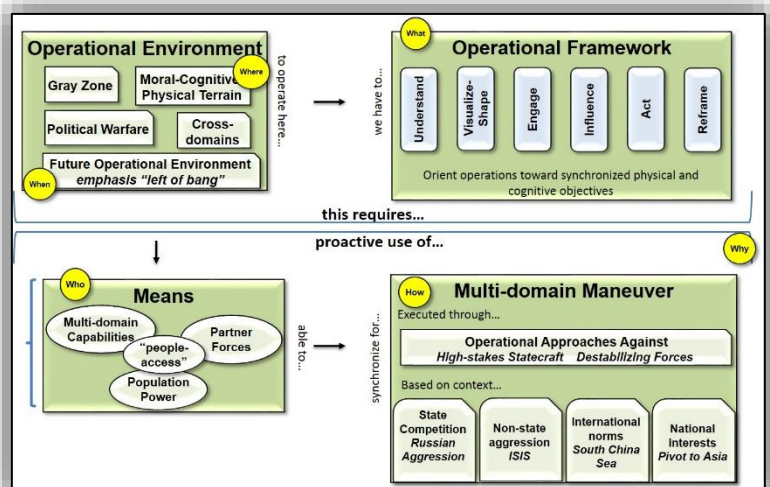 Operational Environment
Where
Gray Zone
Moral-Cognitive-
Physical Terrain
Political Warfare
Cross-
domains
Future Operational Environment
emphasis "left of bang"
When
to operate here...
we have to...
What
Operational Framework
Understand
Visualize-
Shape
Engage
Influence
Act
Reframe
Orient operations toward synchronized physical and
cognitive objectives
this requires...
proactive use of...
Why
Who
Means
Multi-domain
Capabilities
Partner
Forces
"people-
access"
Population
Power
able to...
synchronize for...
How
Multi-domain Maneuver
Executed through...
Operational Approaches Against
High-stakes Statecraft Destabilizing Forces
Based on context...
State
Competition
Russian
Aggression
Non-state
aggression
ISIS
International
norms
South China
Sea
National
Interests
Pivot to Asia